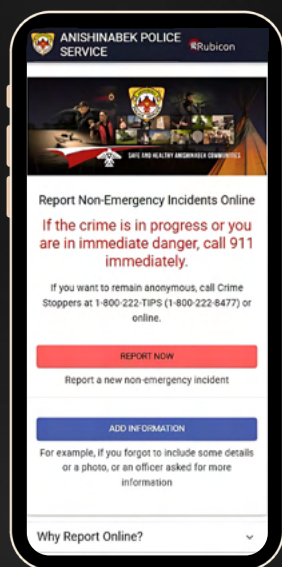 ANISHINABEK POLICE
SERVICE
Rubicon
SAFE AND HEALTHY ANISHINABEK COMMUNITIES
Report Non-Emergency Incidents Online
If the crime is in progress or you
are in immediate danger, call 911
immediately.
If you want to remain anonymous, call Crime
Stoppers at 1-800-222-TIPS (1-800-222-8477) or
online.
REPORT NOW
Report a new non-emergency incident
ADD INFORMATION
For example, if you forgot to include some details
or a photo, or an officer asked for more
information
Why Report Online?